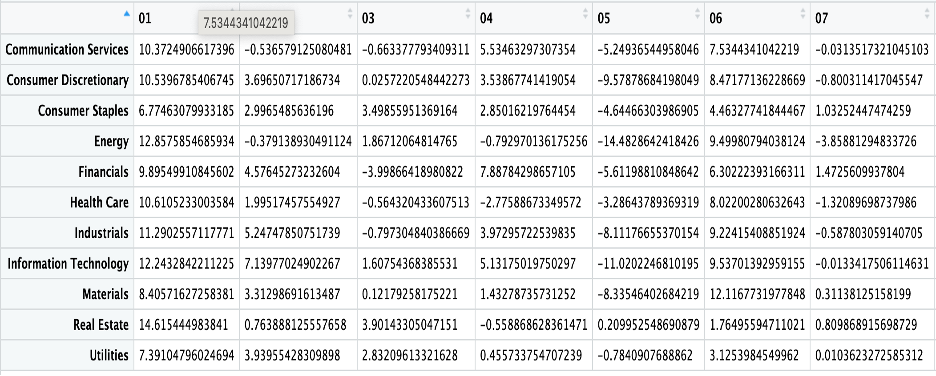 01 03 04 05 06 07
7.5344341042219
Communication Services 10.3724906617396 −0.536579125080481 −0.663377793409311 5.53463297307354 −5.24936544958046 7.5344341042219 −0.0313517321045103
Consumer Discretionary 10.5396785406745 3.69650717186734 0.0257220548442273 3.53867741419054 −9.57878684198049 8.47177136228669 −0.800311417045547
Consumer Staples 6.77463079933185 2.9965485636196 3.49855951369164 2.85016219764454 −4.64466303986905 4.46327741844467 1.03252447474259
Energy 12.8575854685934 −0.379138930491124 1.86712064814765 −0.792970136175256 −14.4828642418426 9.49980794038124 −3.85881294833726
Financials 9.89549910845602 4.57645273232604 −3.99866418980822 7.88784298657105 −5.61198810848642 6.30222393166311 1.4725609937804
Health Care 10.6105233003584 1.99517457554927 −0.564320433607513 −2.77588673349572 −3.28643789369319 8.02200280632643 −1.32089698737986
Industrials 11.2902557117771 5.24747850751739 −0.797304840386669 3.97295722539835 −8.11176655370154 9.22415408851924 −0.587803059140705
Information Technology 12.2432842211225 7.13977024902267 1.60754368385531 5.13175019750297 −11.0202246810195 9.53701392959155 −0.0133417506114631
Materials 8.40571627258381 3.31298691613487 0.12179258175221 1.43278735731252 −8.33546402684219 12.1167731977848 0.31138125158199
Real Estate 14.615444983841 0.763888125557658 3.90143305047151 −0.558868628361471 0.209952548690879 1.76495594711021 0.809868915698729
Utilities 7.39104796024694 3.93955428309898 2.83209613321628 0.455733754707239 −0.7840907688862 3.1253984549962 0.0103623272585312